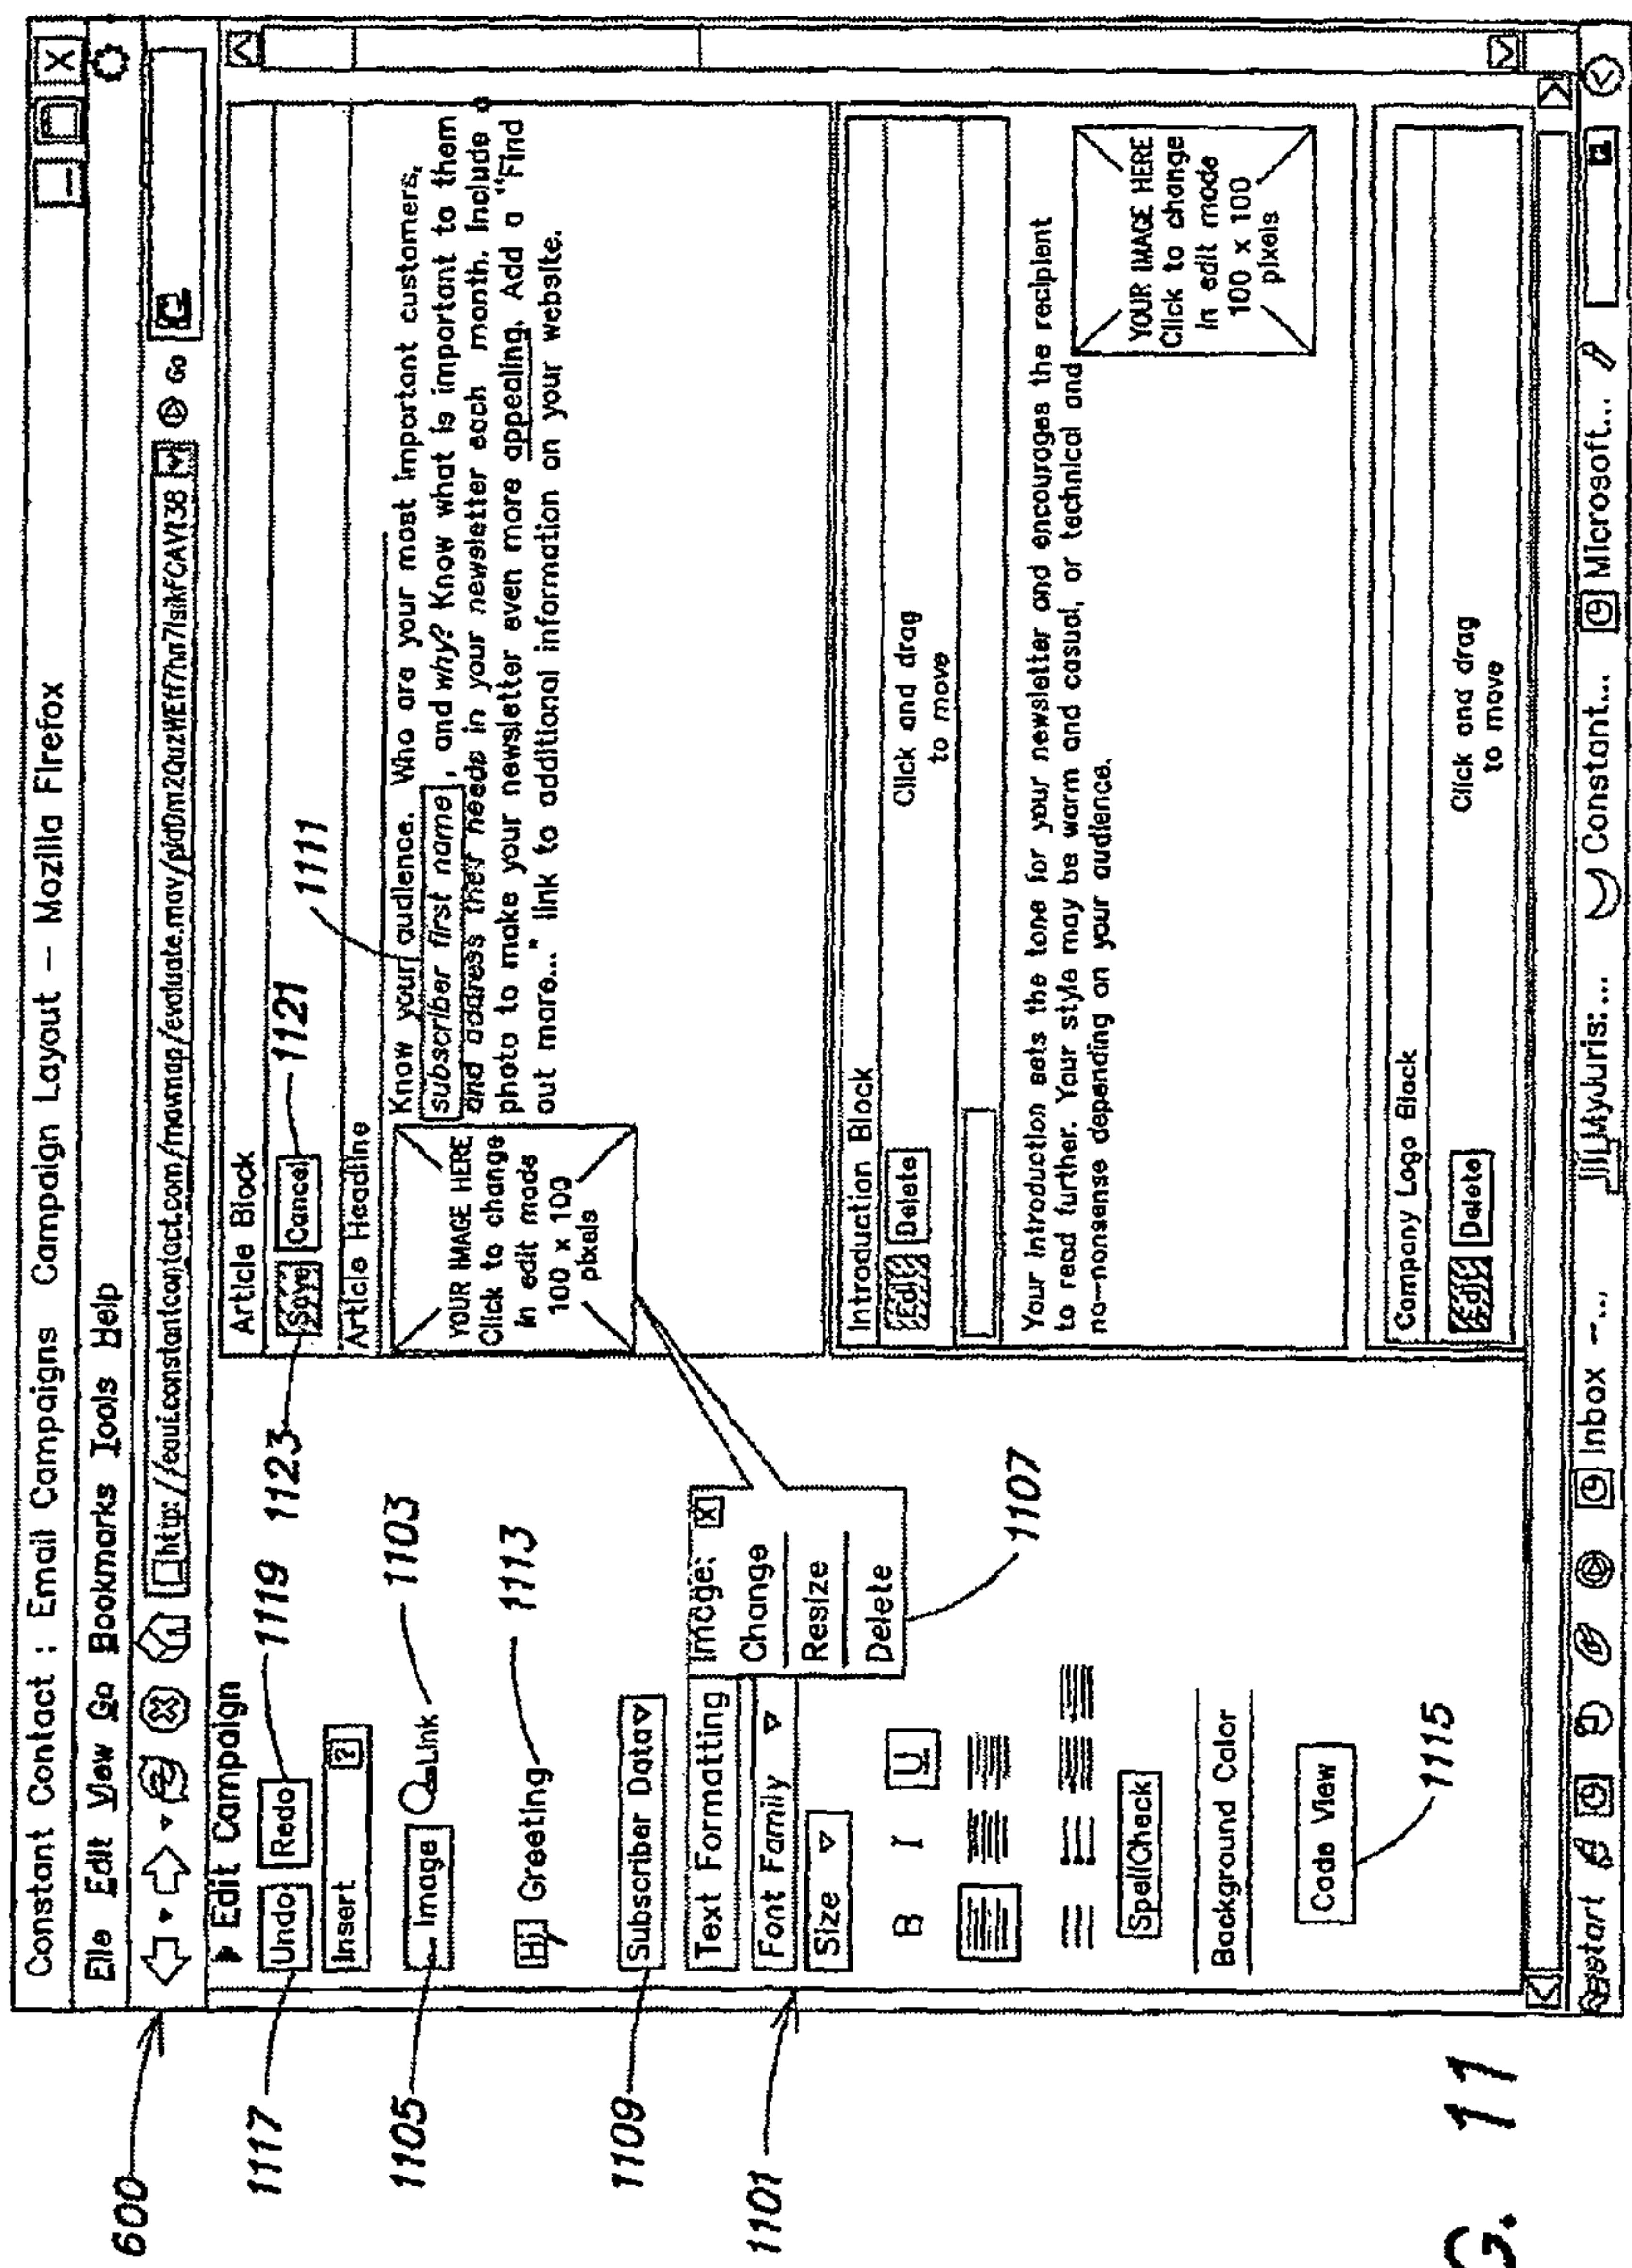 Constant Contact : Email Campaigns Campaign Layout — Mozilla Firefox
File Edit View Go Bookmarks Tools Help
Go
600
Edit Campaign
1117
Undo
Redo
1119
Insert
?
1105
Image
Link
1103
Hi
Greeting
1113
1109
Subscriber Data
Text Formatting
1101
Font Family
Size
B I U
SpellCheck
Background Color
Code View
1115
Image: X
Change
Resize
Delete
1107
Article Block
1123
Save
Cancel
1121
Article Headline
1111
YOUR IMAGE HERE
Click to change
in edit mode
100 x 100
pixels
Know your audience. Who are your most important customers,
subscriber first name, and why? Know what is important to them
and address their needs in your newsletter each month. Include a
photo to make your newsletter even more appealing. Add a "Find
out more..." link to additional information on your website.
Introduction Block
Edit
Delete
Click and drag
to move
Your introduction sets the tone for your newsletter and encourages the recipient
to read further. Your style may be warm and casual, or technical and
no-nonsense depending on your audience.
YOUR IMAGE HERE
Click to change
in edit mode
100 x 100
pixels
Company Logo Block
Edit
Delete
Click and drag
to move
start
Inbox -...
MyJuris:...
Constant...
Microsoft...
G. 11